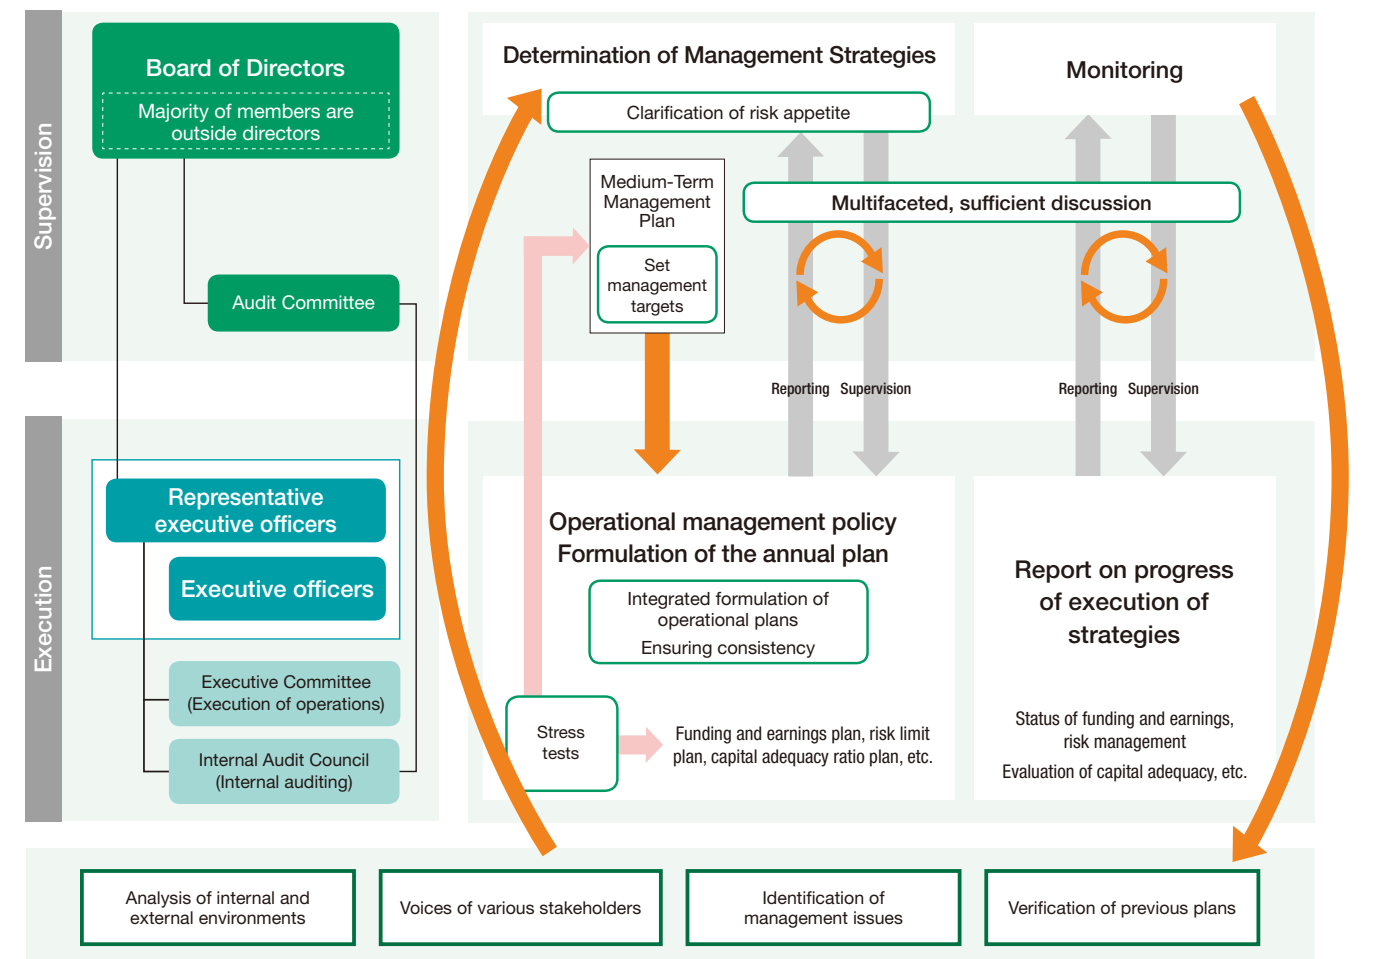 Supervision
Board of Directors
Majority of members are
outside directors
Audit Committee
Determination of Management Strategies
Clarification of risk appetite
Monitoring
Medium-Term
Management
Plan
Set
management
targets
Multifaceted, sufficient discussion
Reporting
Supervision
Reporting
Supervision
Execution
Representative
executive officers
Executive officers
Executive Committee
(Execution of operations)
Internal Audit Council
(Internal auditing)
Operational management policy
Formulation of the annual plan
Integrated formulation of
operational plans
Ensuring consistency
Stress
tests
Funding and earnings plan, risk limit
plan, capital adequacy ratio plan, etc.
Report on progress
of execution of
strategies
Status of funding and earnings,
risk management
Evaluation of capital adequacy, etc.
Analysis of internal and
external environments
Voices of various stakeholders
Identification of
management issues
Verification of previous plans